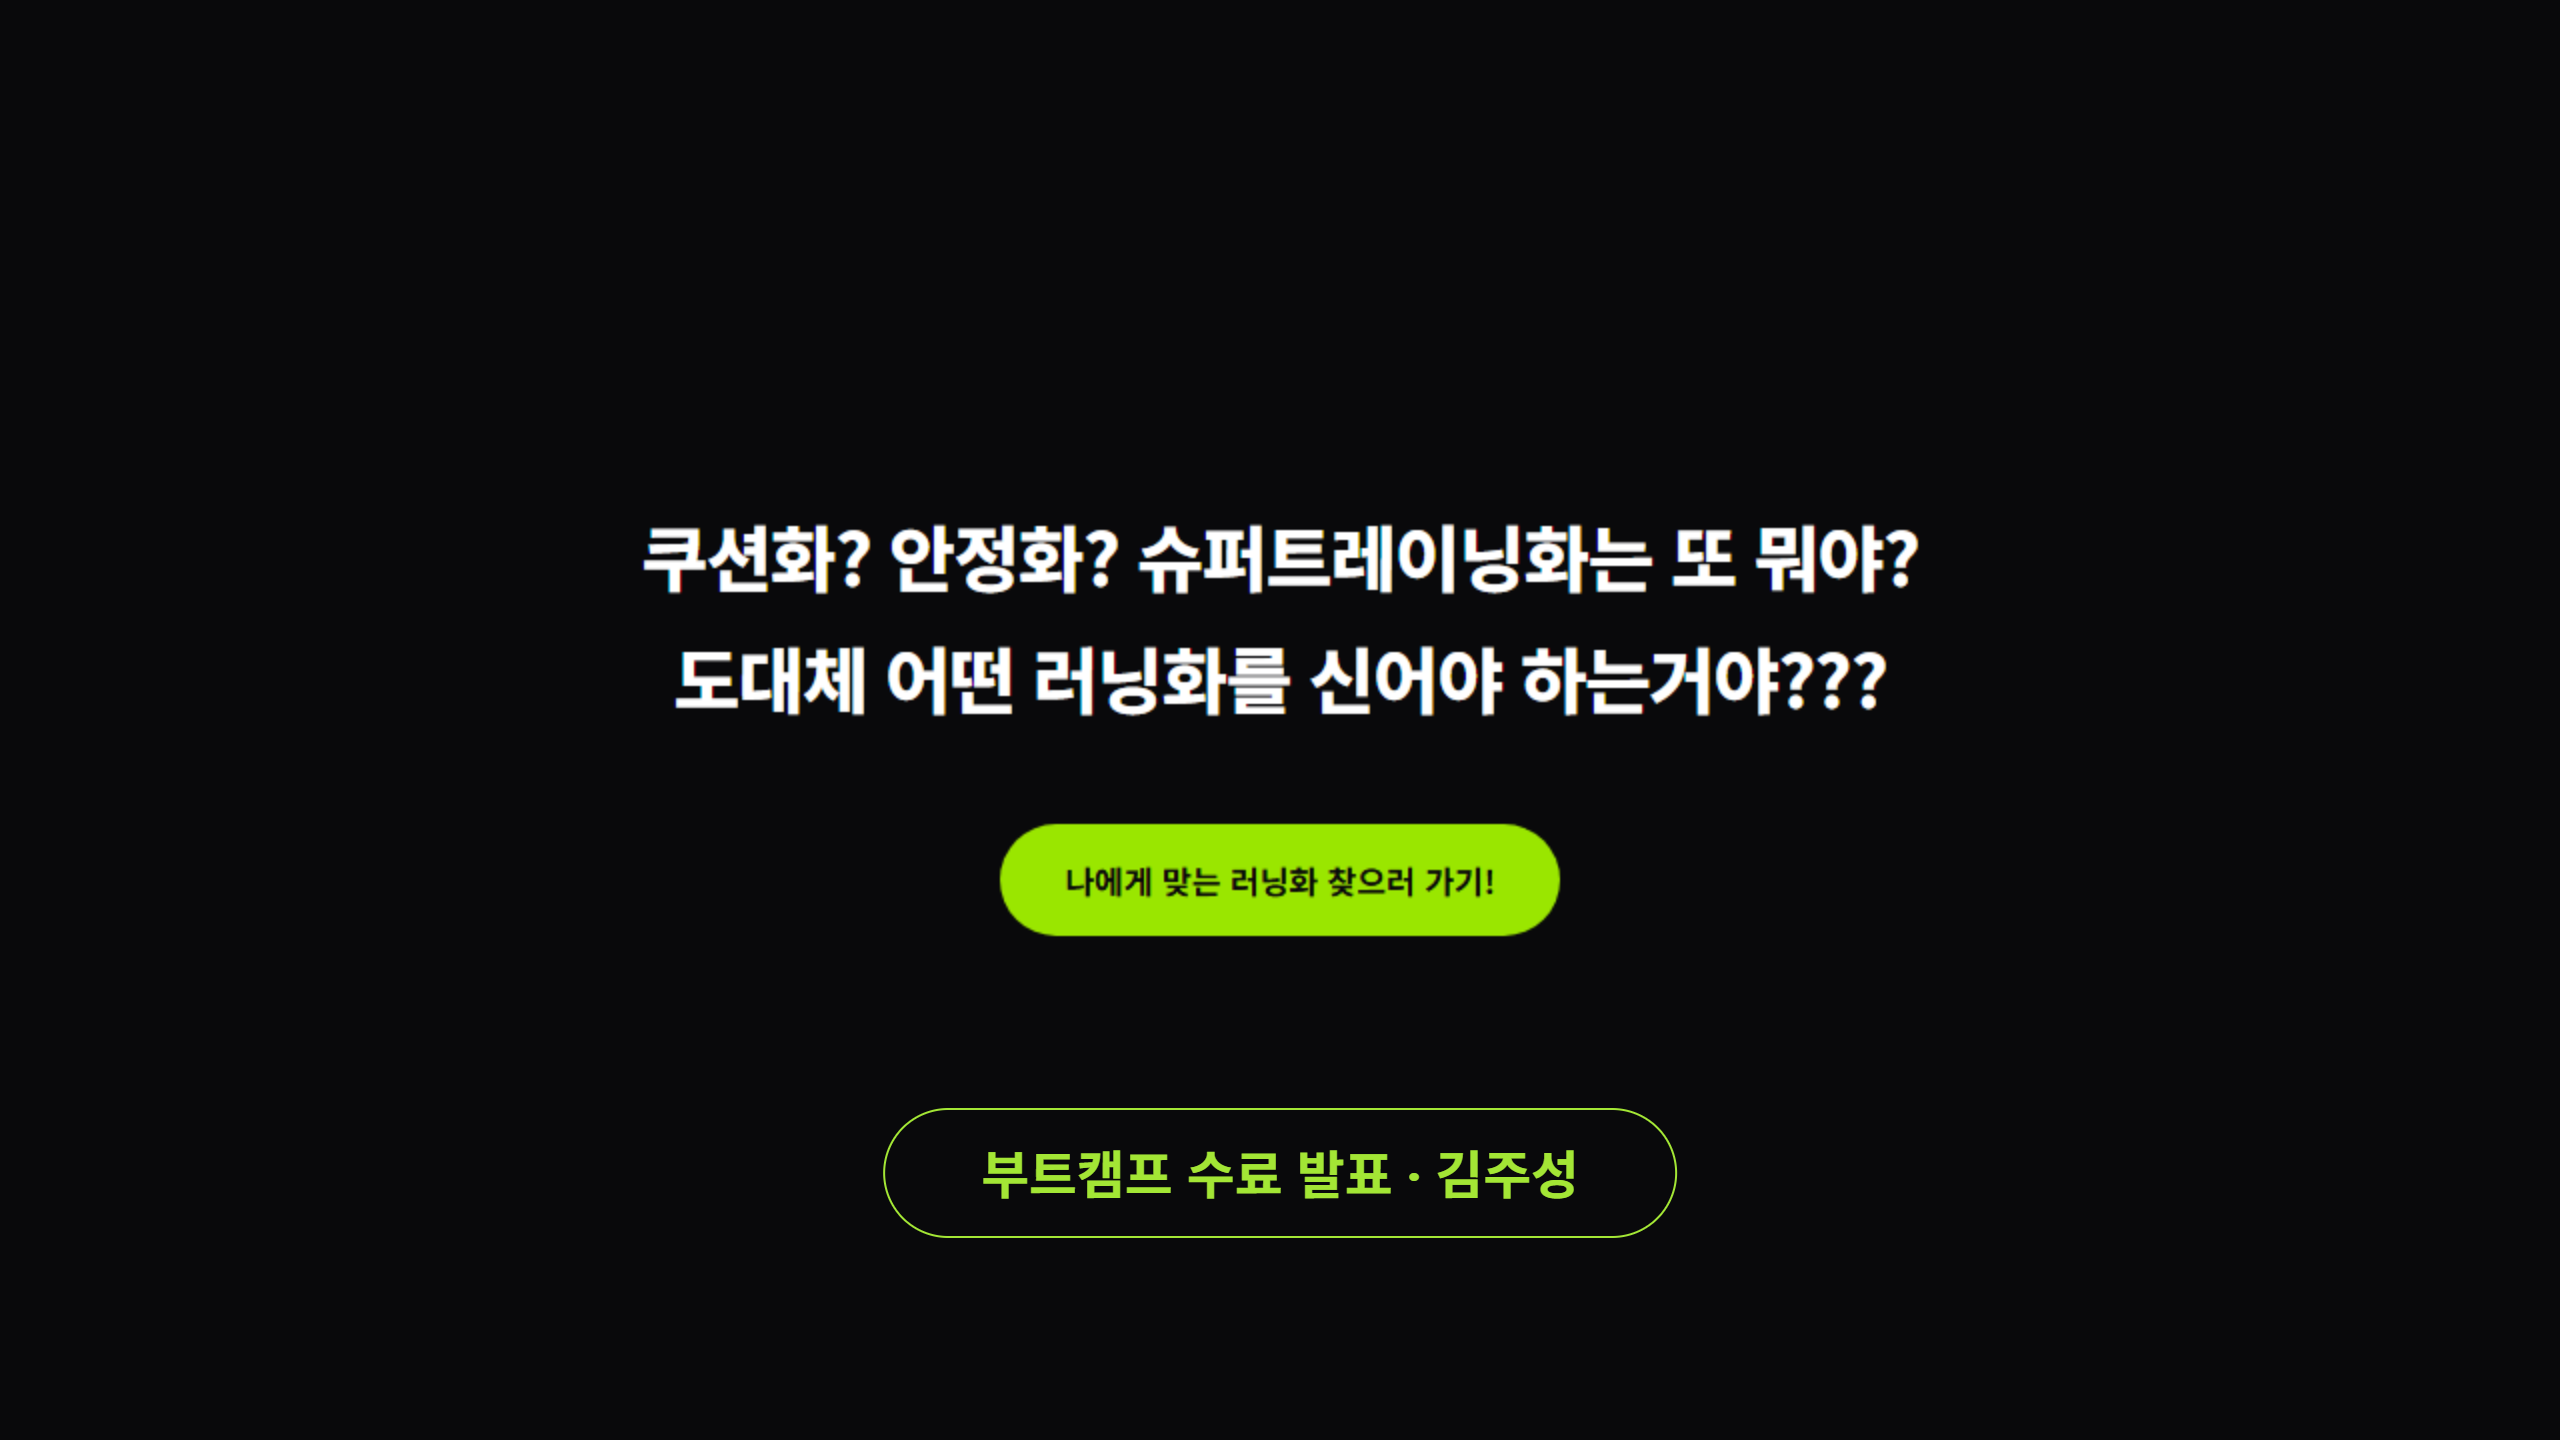 쿠션화? 안정화? 슈퍼트레이닝화는 또 뭐야?
도대체 어떤 러닝화를 신어야 하는거야???
나에게 맞는 러닝화 찾으러 가기!
부트캠프 수료 발표 · 김주성